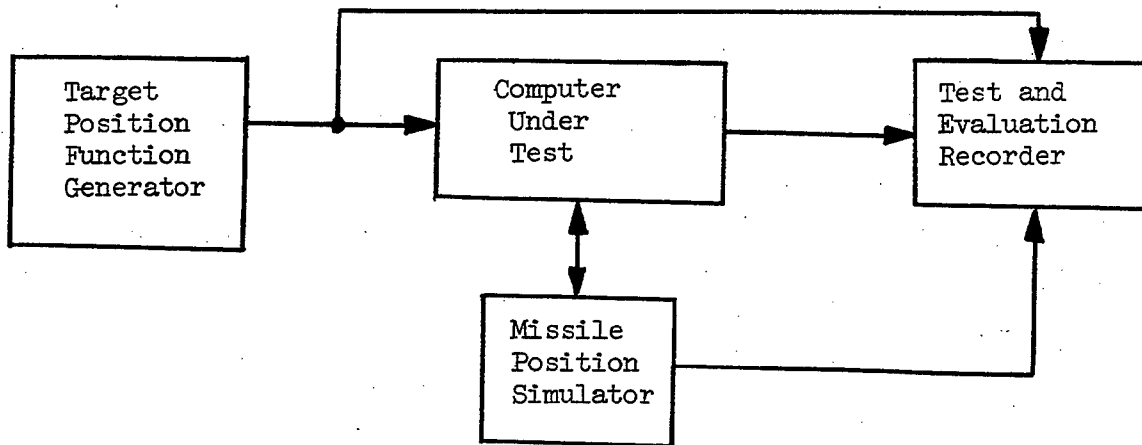 Target
Position
Function
Generator
Computer
Under
Test
Test and
Evaluation
Recorder
Missile
Position
Simulator